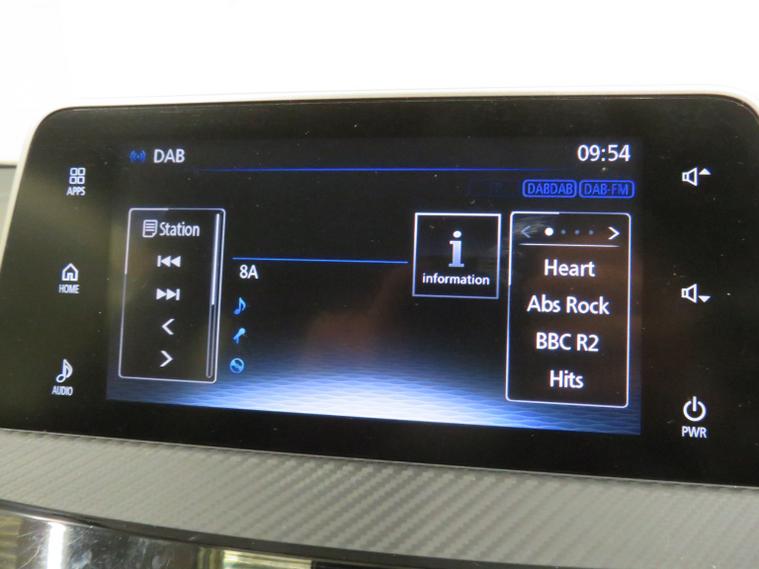 DAB
09:54
DABDAB DAB-FM
APPS
HOME
AUDIO
Station
8A
i
information
Heart
Abs Rock
BBC R2
Hits
PWR